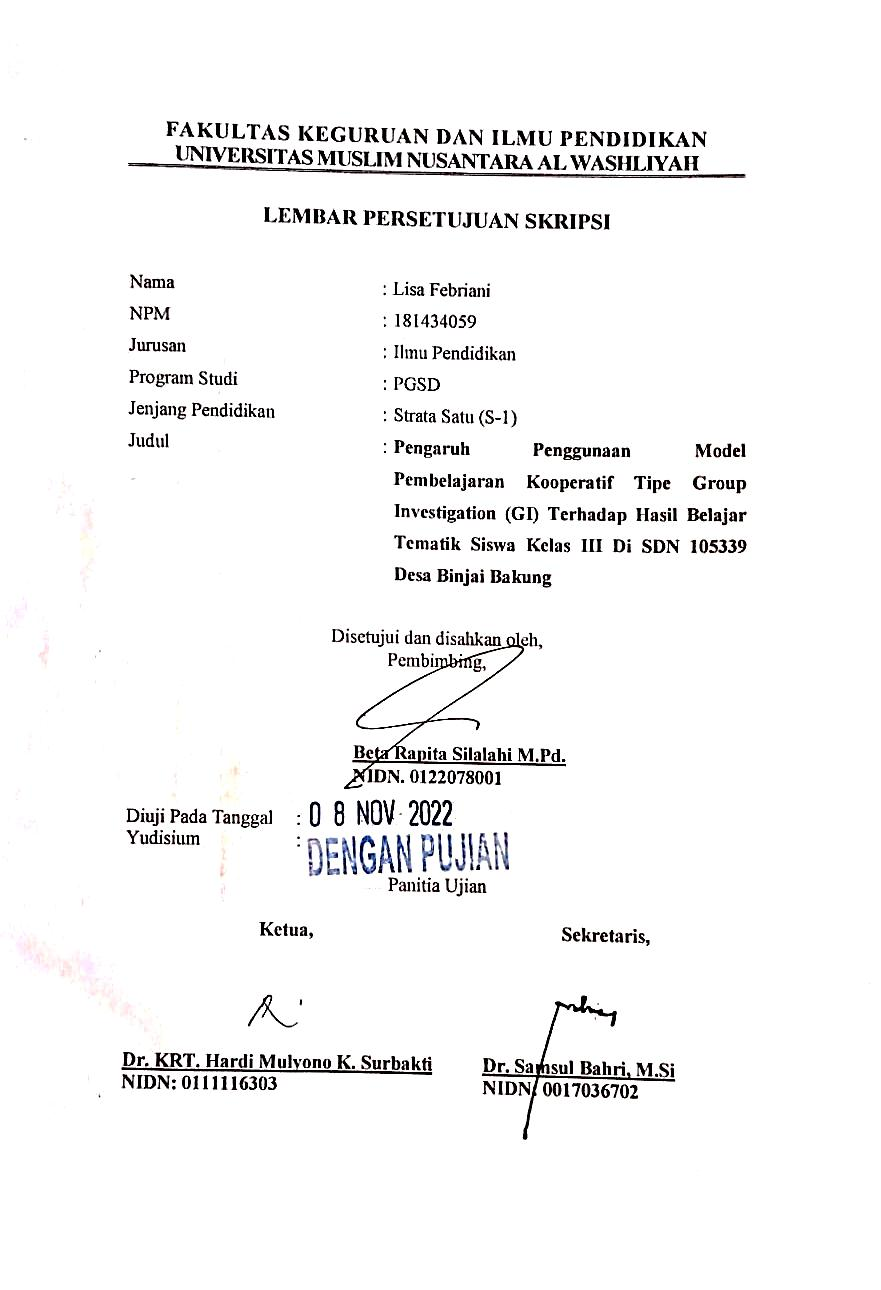 FAKULTAS KEGURUAN DAN ILMU PENDIDIKAN
UNIVERSITAS MUSLIM NUSANTARA AL WASHLIYAH
LEMBAR PERSETUJUAN SKRIPSI
Nama : Lisa Febriani
NPM : 181434059
Jurusan : Ilmu Pendidikan
Program Studi : PGSD
Jenjang Pendidikan : Strata Satu (S-1)
Judul : Pengaruh Penggunaan Model
Pembelajaran Kooperatif Tipe Group
Investigation (GI) Terhadap Hasil Belajar
Tematik Siswa Kelas III Di SDN 105339
Desa Binjai Bakung
Disetujui dan disahkan oleh,
Pembimbing,
Beta Rapita Silalahi M.Pd.
NIDN. 0122078001
Diuji Pada Tanggal : 08 NOV 2022
Yudisium : DENGAN PUJIAN
Panitia Ujian
Ketua, Sekretaris,
Dr. KRT. Hardi Mulyono K. Surbakti Dr. Samsul Bahri, M.Si
NIDN: 0111116303 NIDN: 0017036702